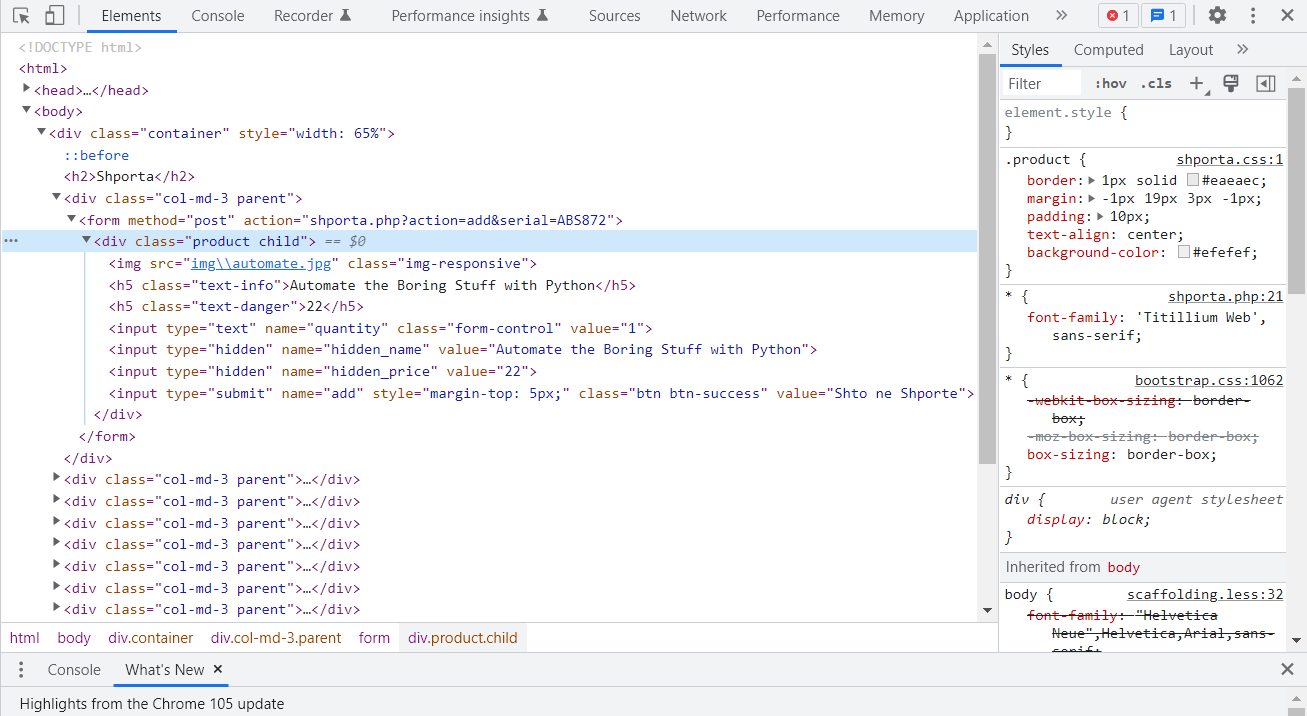 Elements Console Recorder Performance insights Sources Network Performance Memory Application » 1 1
<!DOCTYPE html>
<html>
<head>…</head>
<body>
<div class="container" style="width: 65%">
::before
<h2>Shporta</h2>
<div class="col-md-3 parent">
<form method="post" action="shporta.php?action=add&serial=ABS872">
<div class="product child"> == $0
<img src="img\\automate.jpg" class="img-responsive">
<h5 class="text-info">Automate the Boring Stuff with Python</h5>
<h5 class="text-danger">22</h5>
<input type="text" name="quantity" class="form-control" value="1">
<input type="hidden" name="hidden_name" value="Automate the Boring Stuff with Python">
<input type="hidden" name="hidden_price" value="22">
<input type="submit" name="add" style="margin-top: 5px;" class="btn btn-success" value="Shto ne Shporte">
</div>
</form>
</div>
<div class="col-md-3 parent">…</div>
<div class="col-md-3 parent">…</div>
<div class="col-md-3 parent">…</div>
<div class="col-md-3 parent">…</div>
<div class="col-md-3 parent">…</div>
<div class="col-md-3 parent">…</div>
<div class="col-md-3 parent">…</div>
html body div.container div.col-md-3.parent form div.product.child
Styles Computed Layout »
Filter :hov .cls +
element.style {
}
.product { shporta.css:1
border: 1px solid #eaeaec;
margin: -1px 19px 3px -1px;
padding: 10px;
text-align: center;
background-color: #efefef;
}
* { shporta.php:21
font-family: 'Titillium Web',
sans-serif;
}
* { bootstrap.css:1062
-webkit-box-sizing: border-
box;
-moz-box-sizing: border-box;
box-sizing: border-box;
}
div { user agent stylesheet
display: block;
}
Inherited from body
body { scaffolding.less:32
font-family: "Helvetica
Neue",Helvetica,Arial,sans-
serif;
Console What's New ×
Highlights from the Chrome 105 update